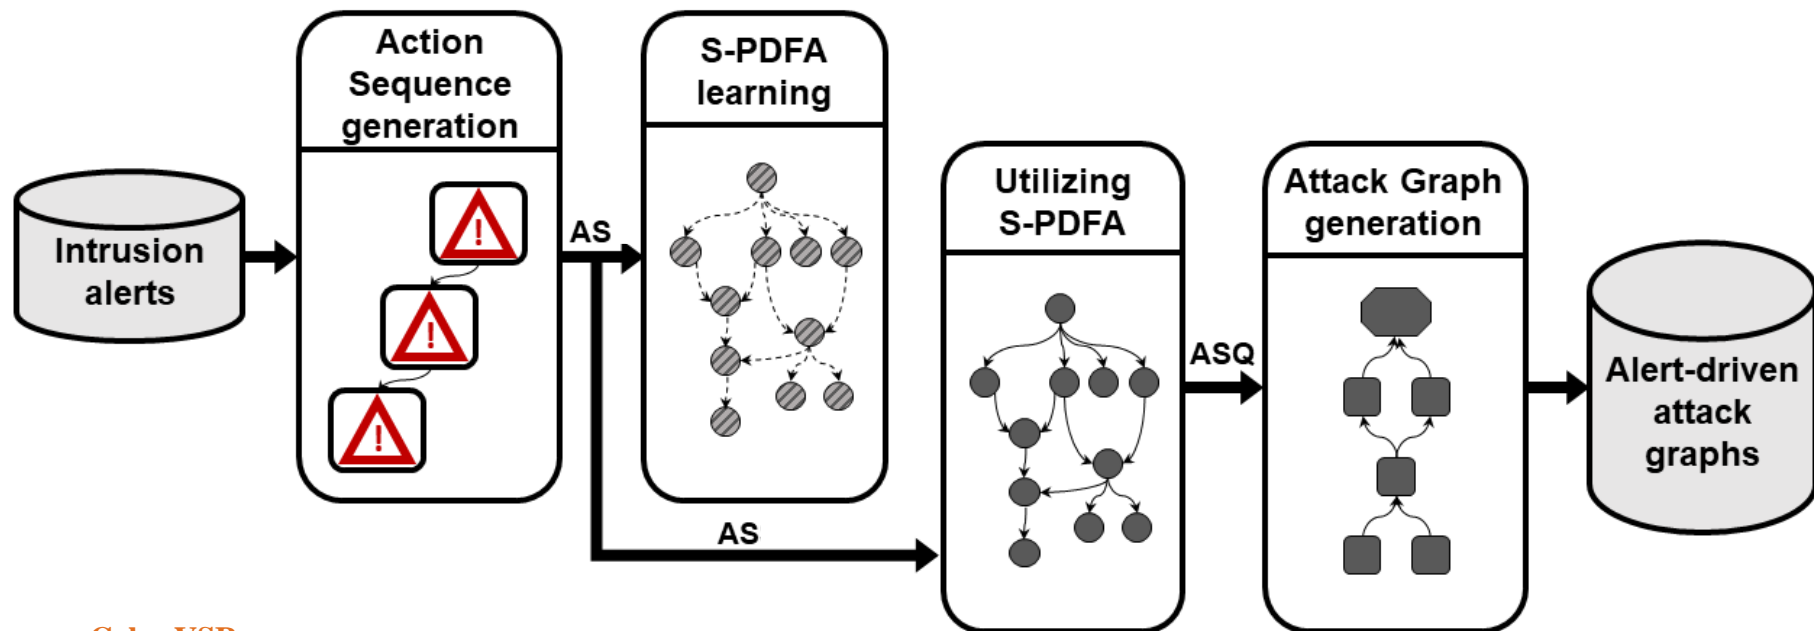 Action
Sequence
generation
S-PDFA
learning
Utilizing
S-PDFA
Attack Graph
generation
Intrusion
alerts
AS
AS
ASQ
Alert-driven
attack
graphs
!
!
!